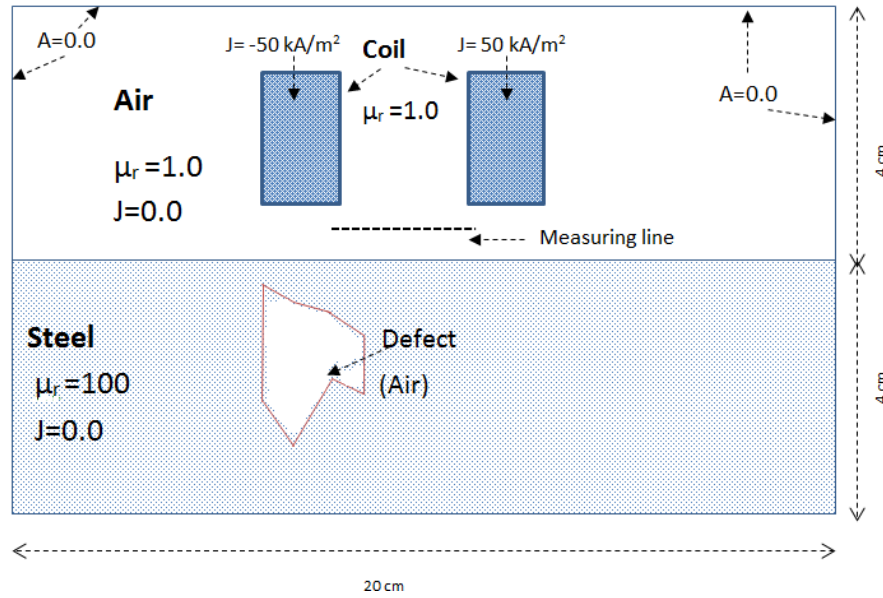 A=0.0
J= -50 kA/m²
Coil
J= 50 kA/m²
A=0.0
Air
μᵣ =1.0
μᵣ =1.0
J=0.0
4 cm
Measuring line
Steel
Defect
μᵣ =100
(Air)
J=0.0
4 cm
20 cm